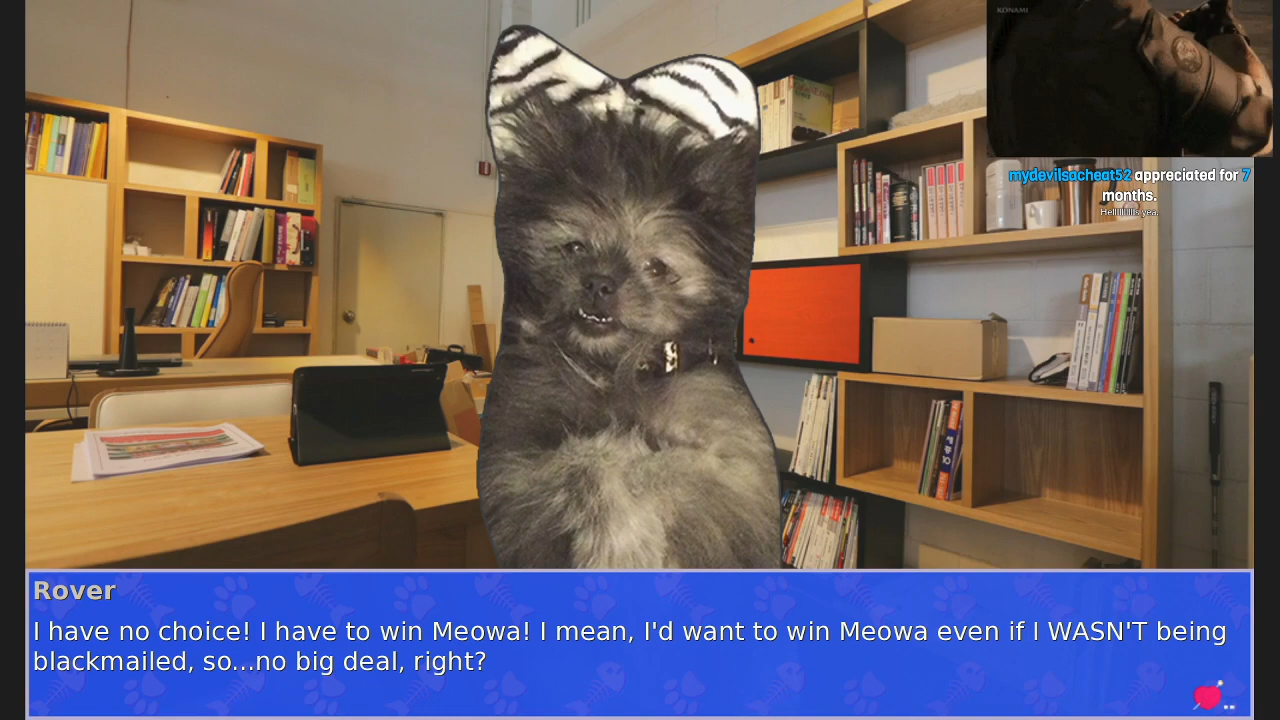 KONAMI
mydevilsacheat52 appreciated for 7
months.
Rover
I have no choice! I have to win Meowa! I mean, I'd want to win Meowa even if I WASN'T being
blackmailed, so...no big deal, right?